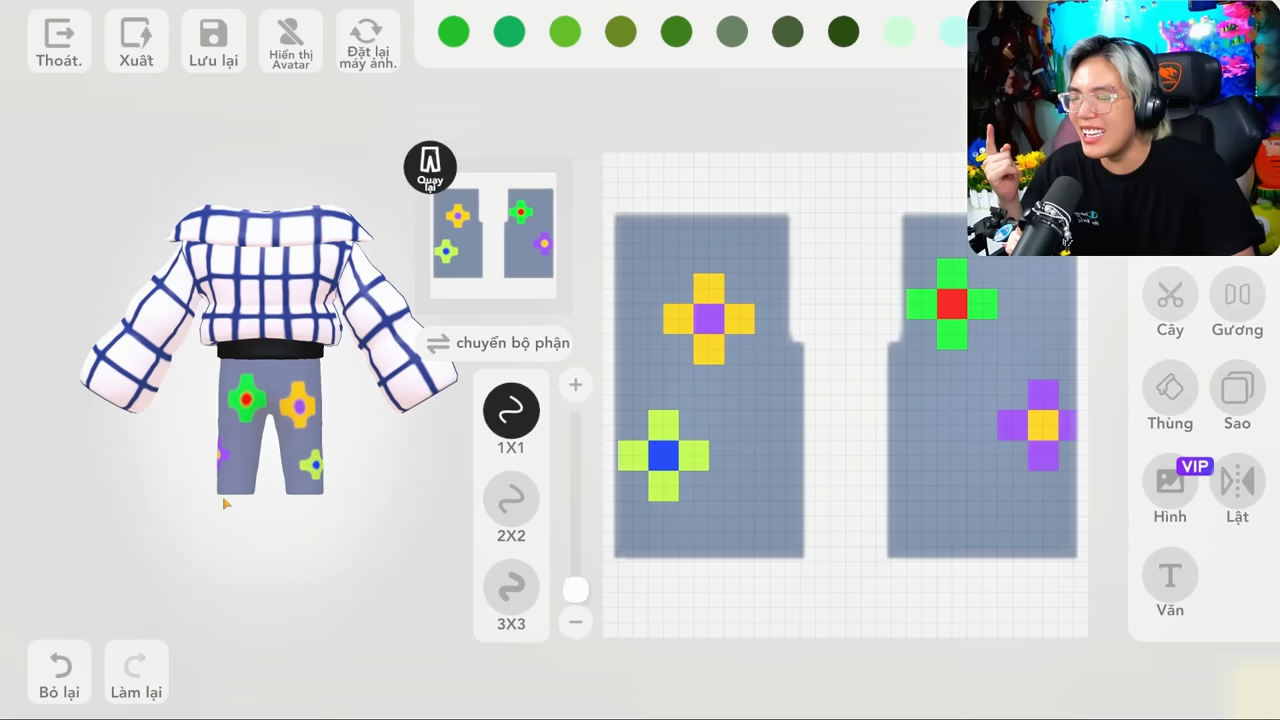 Thoát.
Xuất
Lưu lại
Hiển thị
Avatar
Đặt lại
máy ảnh.
Quay
lại
chuyển bộ phận
1X1
2X2
3X3
Cây
Gương
Thùng
Sao
VIP
Hình
Lật
T
Văn
Bỏ lại
Làm lại